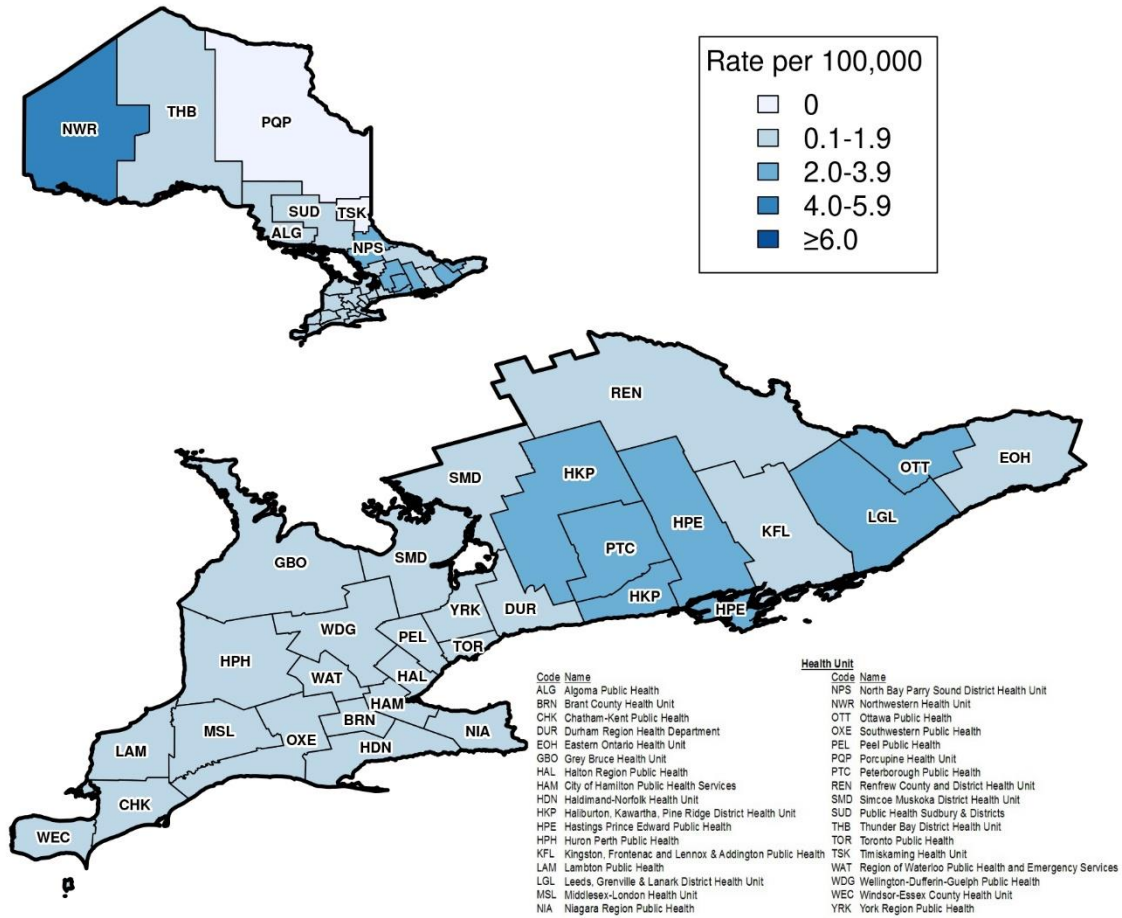 Rate per 100,000
0
0.1-1.9
2.0-3.9
4.0-5.9
≥6.0
NWR
THB
PQP
SUD
TSK
ALG
NPS
REN
SMD
HKP
OTT
EOH
HPE
LGL
KFL
PTC
GBO
SMD
YRK
DUR
HKP
HPE
WDG
PEL
TOR
HPH
WAT
HAL
HAM
MSL
BRN
NIA
LAM
OXE
HDN
CHK
WEC
Health Unit
Code Name
ALG Algoma Public Health
BRN Brant County Health Unit
CHK Chatham-Kent Public Health
DUR Durham Region Health Department
EOH Eastern Ontario Health Unit
GBO Grey Bruce Health Unit
HAL Halton Region Public Health
HAM City of Hamilton Public Health Services
HDN Haldimand-Norfolk Health Unit
HKP Haliburton, Kawartha, Pine Ridge District Health Unit
HPE Hastings Prince Edward Public Health
HPH Huron Perth Public Health
KFL Kingston, Frontenac and Lennox & Addington Public Health
LAM Lambton Public Health
LGL Leeds, Grenville & Lanark District Health Unit
MSL Middlesex-London Health Unit
NIA Niagara Region Public Health
Code Name
NPS North Bay Parry Sound District Health Unit
NWR Northwestern Health Unit
OTT Ottawa Public Health
OXE Southwestern Public Health
PEL Peel Public Health
PQP Porcupine Health Unit
PTC Peterborough Public Health
REN Renfrew County and District Health Unit
SMD Simcoe Muskoka District Health Unit
SUD Public Health Sudbury & Districts
THB Thunder Bay District Health Unit
TOR Toronto Public Health
TSK Timiskaming Health Unit
WAT Region of Waterloo Public Health and Emergency Services
WDG Wellington-Dufferin-Guelph Public Health
WEC Windsor-Essex County Health Unit
YRK York Region Public Health